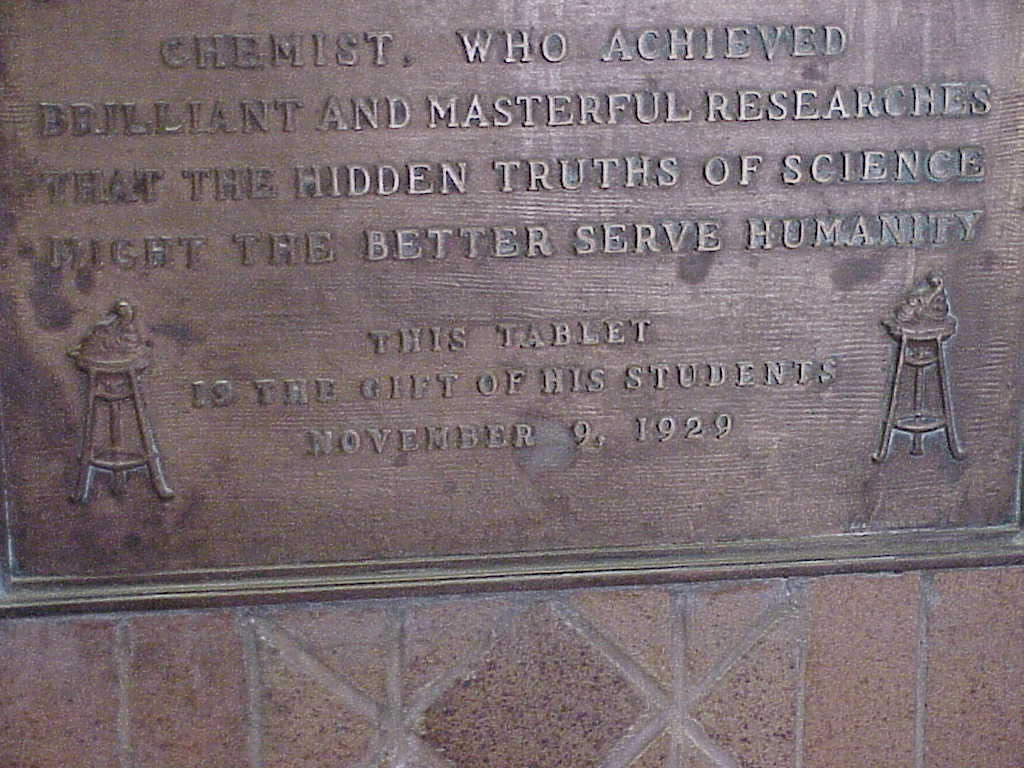 CHEMIST, WHO ACHIEVED
BRILLIANT AND MASTERFUL RESEARCHES
THAT THE HIDDEN TRUTHS OF SCIENCE
MIGHT THE BETTER SERVE HUMANITY
THIS TABLET
IS THE GIFT OF HIS STUDENTS
NOVEMBER 9, 1929